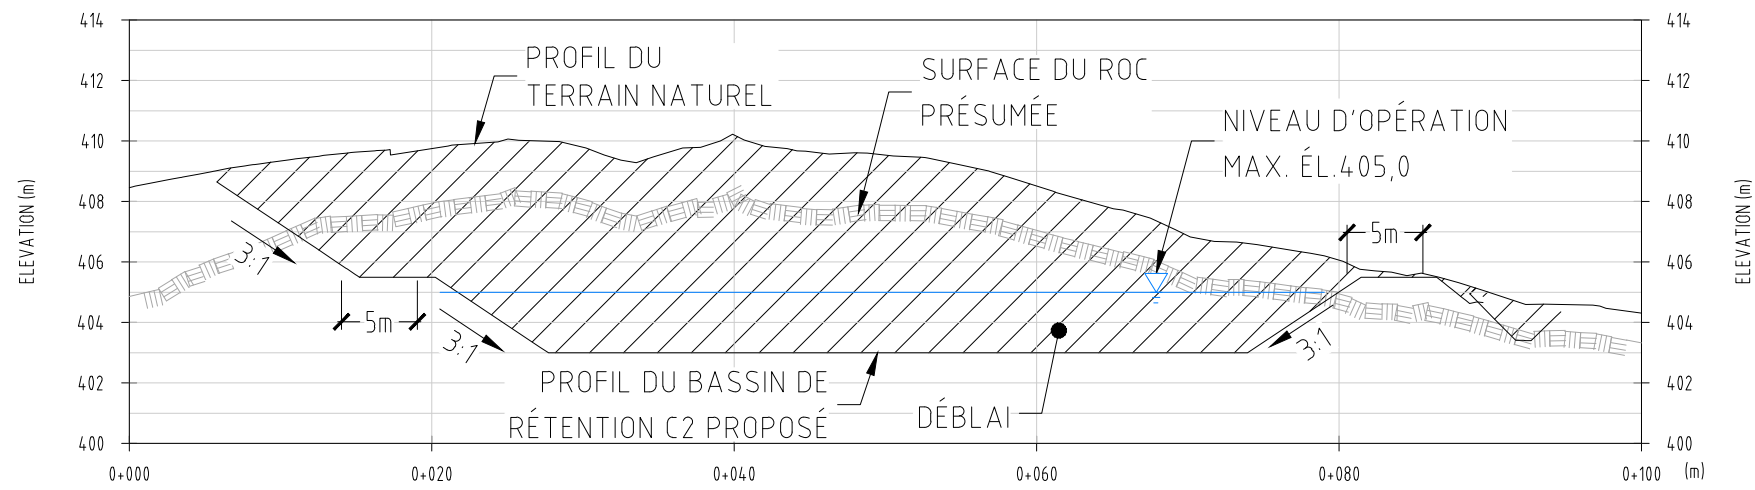 414
412
410
408
406
404
402
400
ELEVATION (m)
PROFIL DU
TERRAIN NATUREL
SURFACE DU ROC
PRÉSUMÉE
NIVEAU D'OPÉRATION
MAX. ÉL.405,0
3:1
5m
3:1
5m
3:1
PROFIL DU BASSIN DE
RÉTENTION C2 PROPOSÉ
DÉBLAI
414
412
410
408
406
404
402
400
ELEVATION (m)
0+000
0+020
0+040
0+060
0+080
0+100
(m)